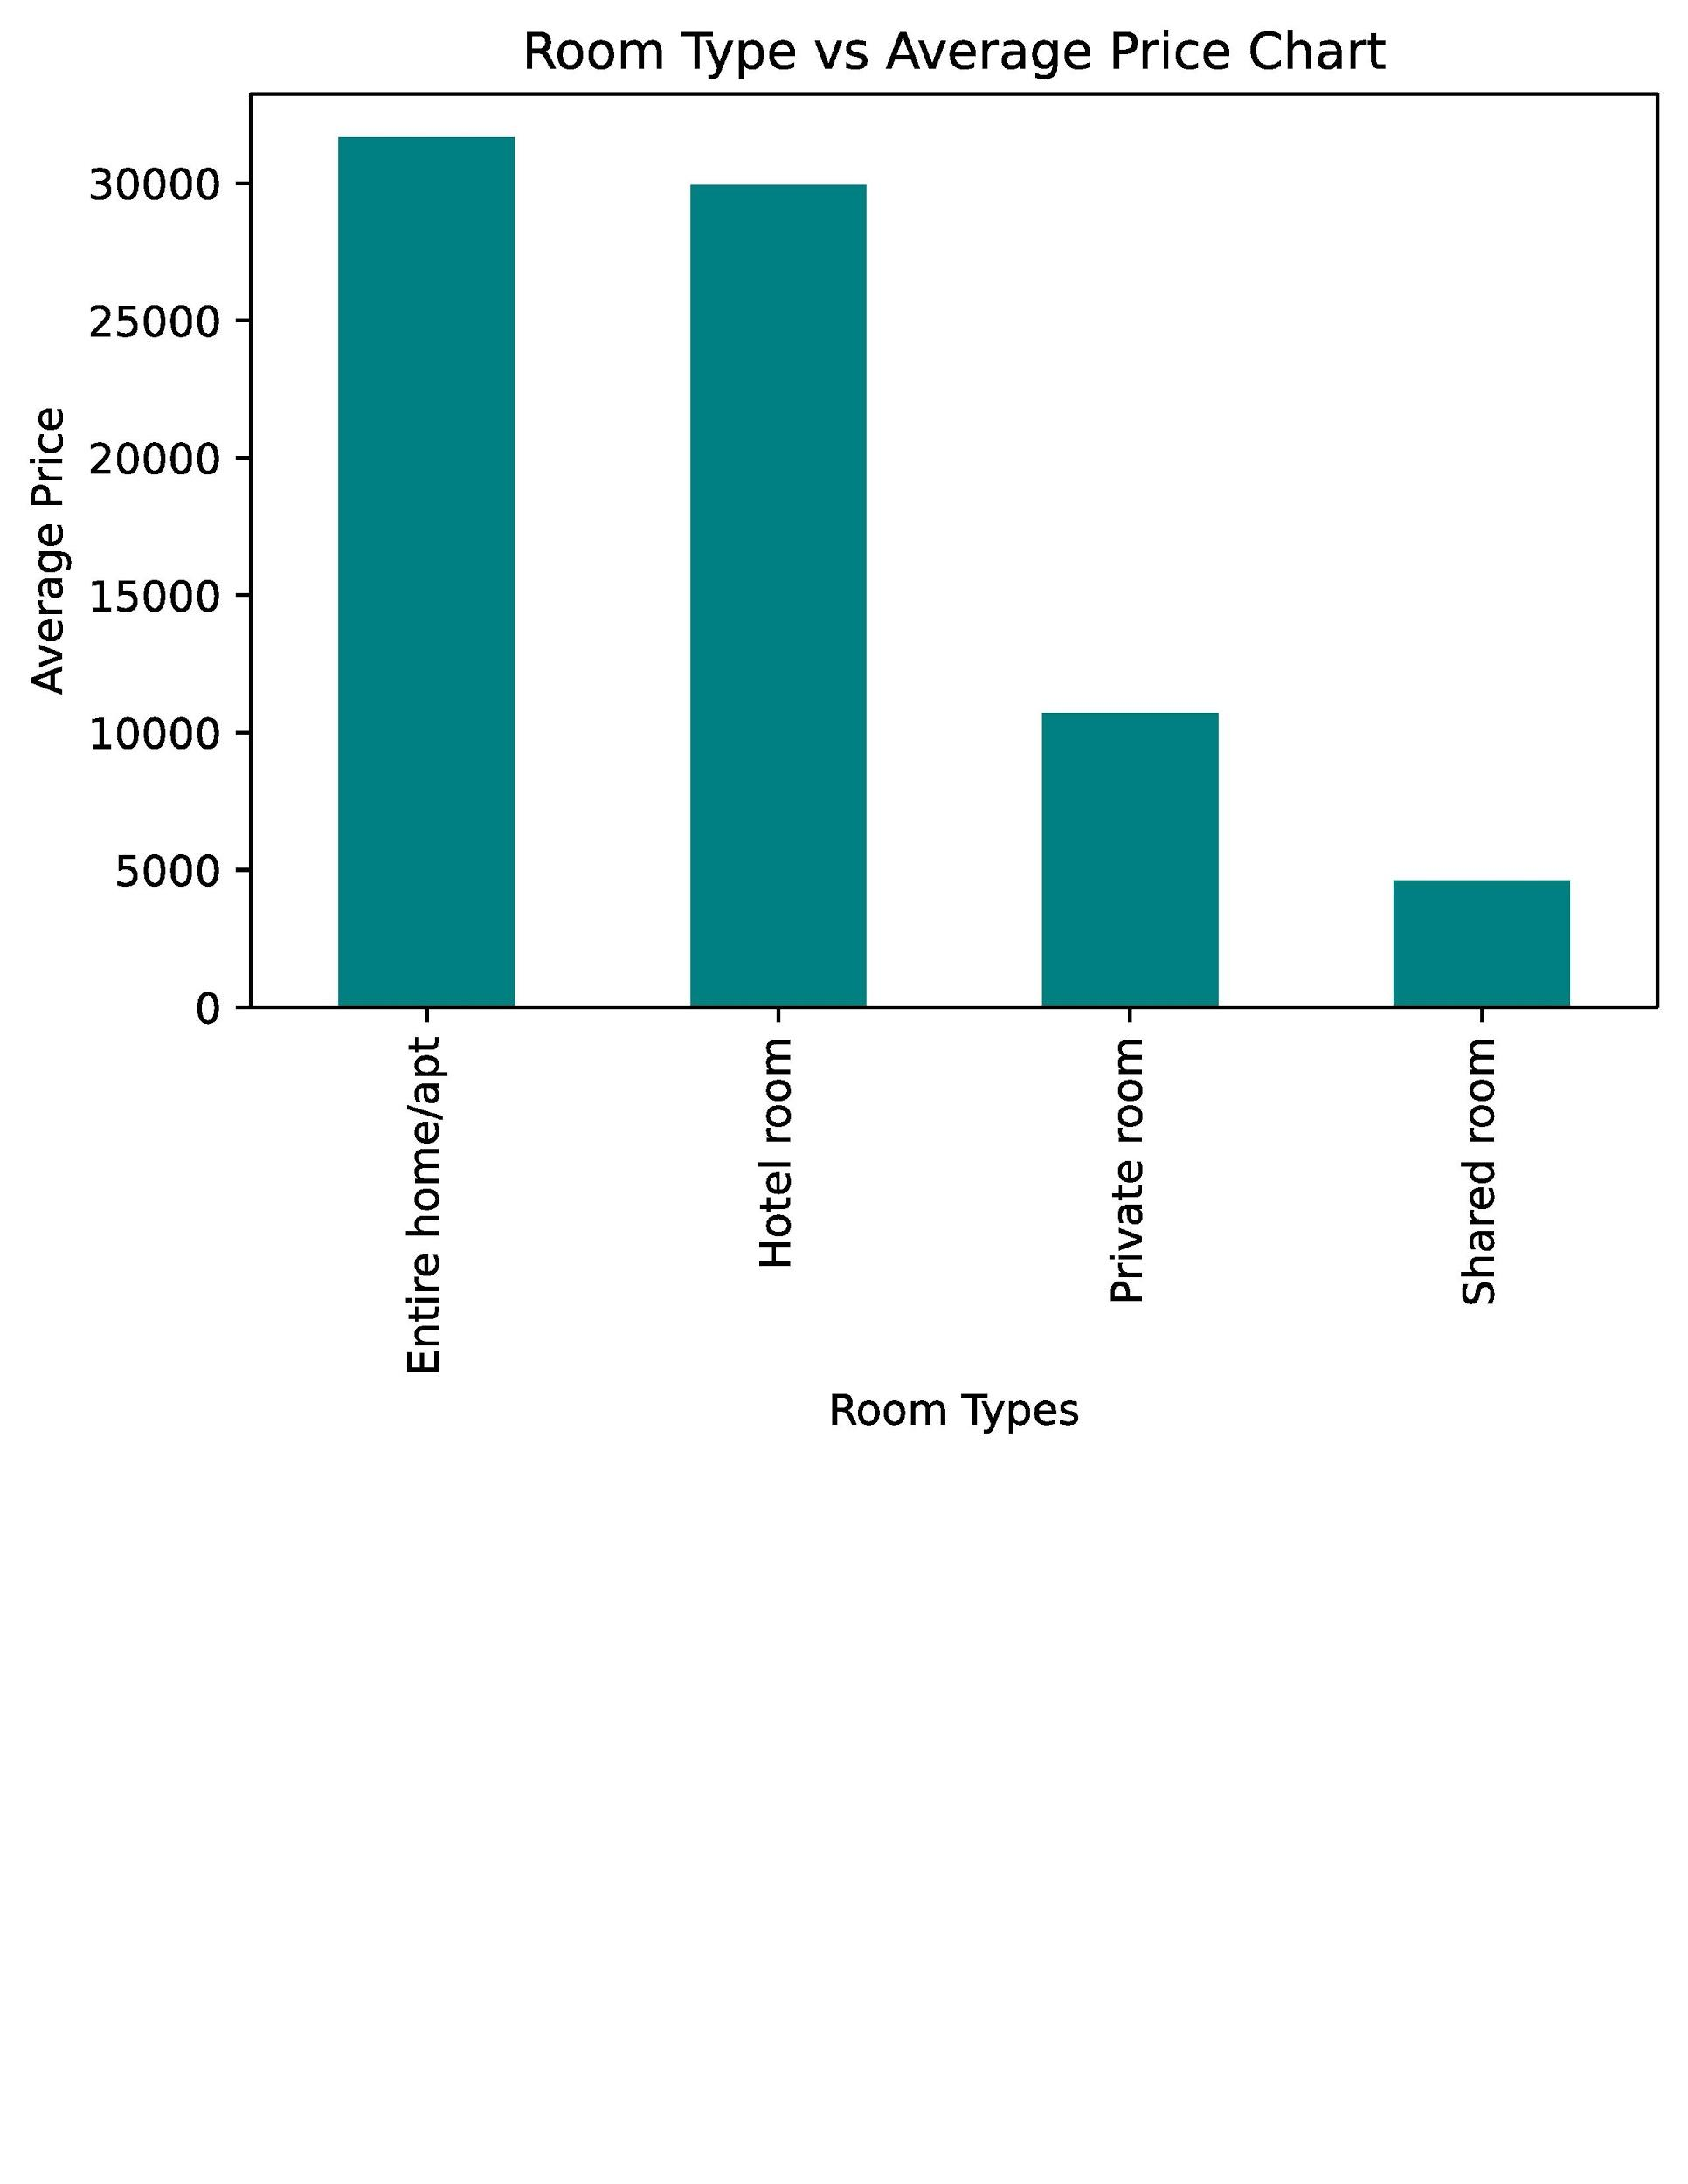 Room Type vs Average Price Chart
30000
25000
20000
15000
10000
5000
0
Average Price
Entire home/apt
Hotel room
Private room
Shared room
Room Types